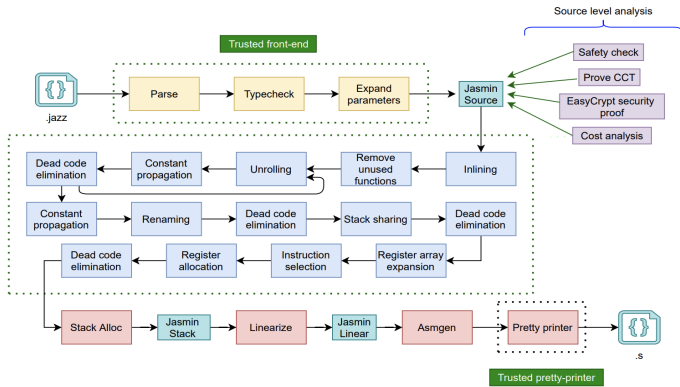 Source level analysis
Trusted front-end
Safety check
Prove CCT
EasyCrypt security
proof
Cost analysis
{}
.jazz
Parse
Typecheck
Expand
parameters
Jasmin
Source
Dead code
elimination
Constant
propagation
Unrolling
Remove
unused
functions
Inlining
Constant
propagation
Renaming
Dead code
elimination
Stack sharing
Dead code
elimination
Dead code
elimination
Register
allocation
Instruction
selection
Register array
expansion
Stack Alloc
Jasmin
Stack
Linearize
Jasmin
Linear
Asmgen
Pretty printer
{}
.s
Trusted pretty-printer